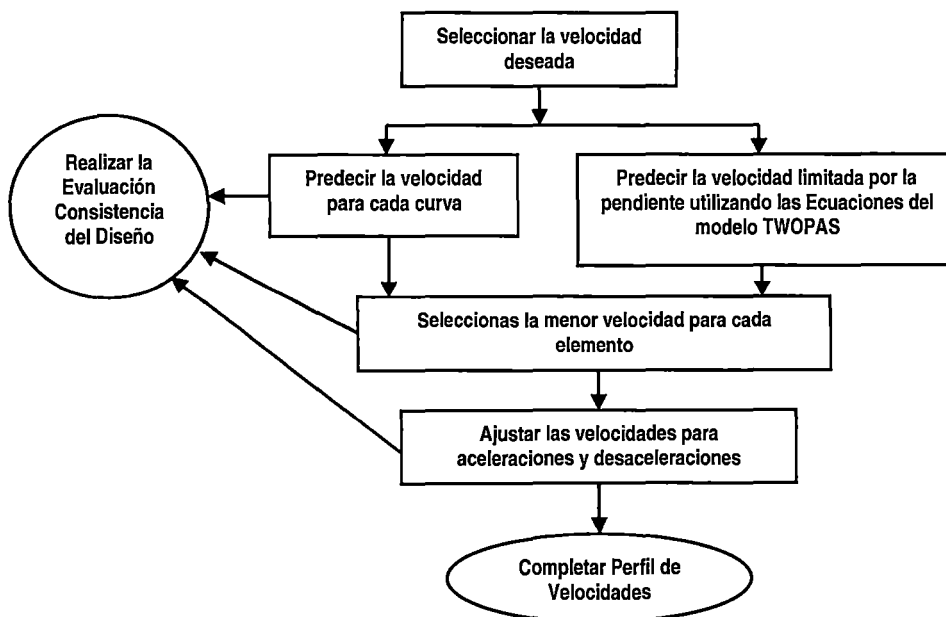 Seleccionar la velocidad
deseada
Realizar la
Evaluación
Consistencia
del Diseño
Predecir la velocidad
para cada curva
Predecir la velocidad limitada por la
pendiente utilizando las Ecuaciones del
modelo TWOPAS
Seleccionas la menor velocidad para cada
elemento
Ajustar las velocidades para
aceleraciones y desaceleraciones
Completar Perfil de
Velocidades